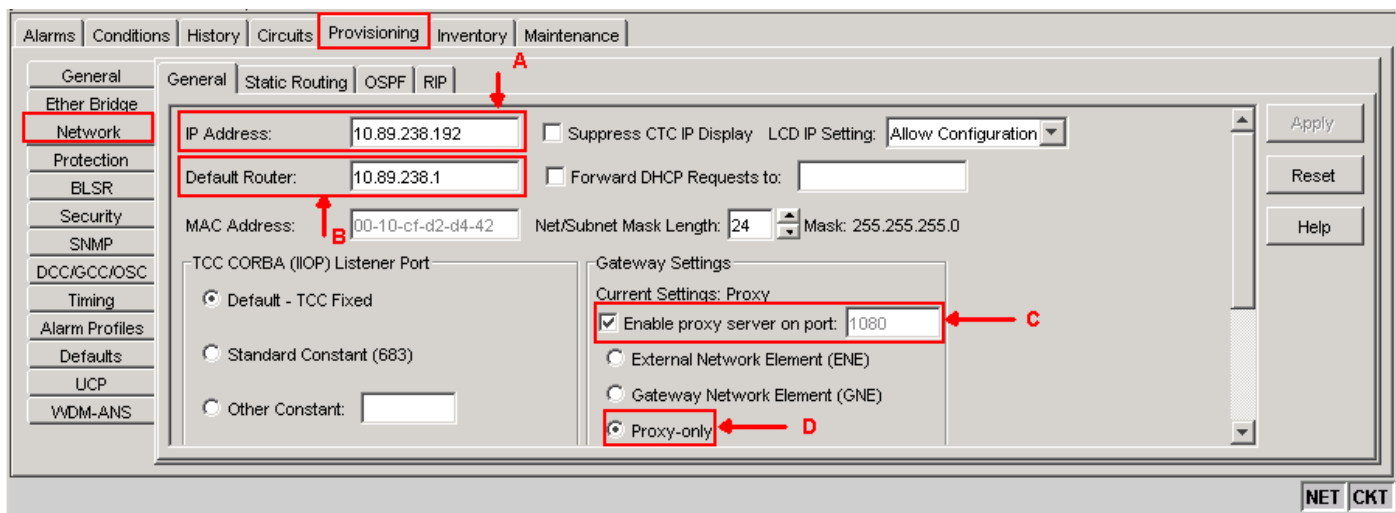 Alarms Conditions History Circuits Provisioning Inventory Maintenance
A
General
Ether Bridge
Network
Protection
BLSR
Security
SNMP
DCC/GCC/OSC
Timing
Alarm Profiles
Defaults
UCP
WDM-ANS
General Static Routing OSPF RIP
IP Address: 10.89.238.192 Suppress CTC IP Display LCD IP Setting: Allow Configuration
Default Router: 10.89.238.1 Forward DHCP Requests to:
B
MAC Address: 00-10-cf-d2-d4-42 Net/Subnet Mask Length: 24 Mask: 255.255.255.0
TCC CORBA (IIOP) Listener Port
Default - TCC Fixed
Standard Constant (683)
Other Constant:
Gateway Settings
Current Settings: Proxy
Enable proxy server on port: 1080
C
External Network Element (ENE)
Gateway Network Element (GNE)
Proxy-only
D
Apply
Reset
Help
NET CKT